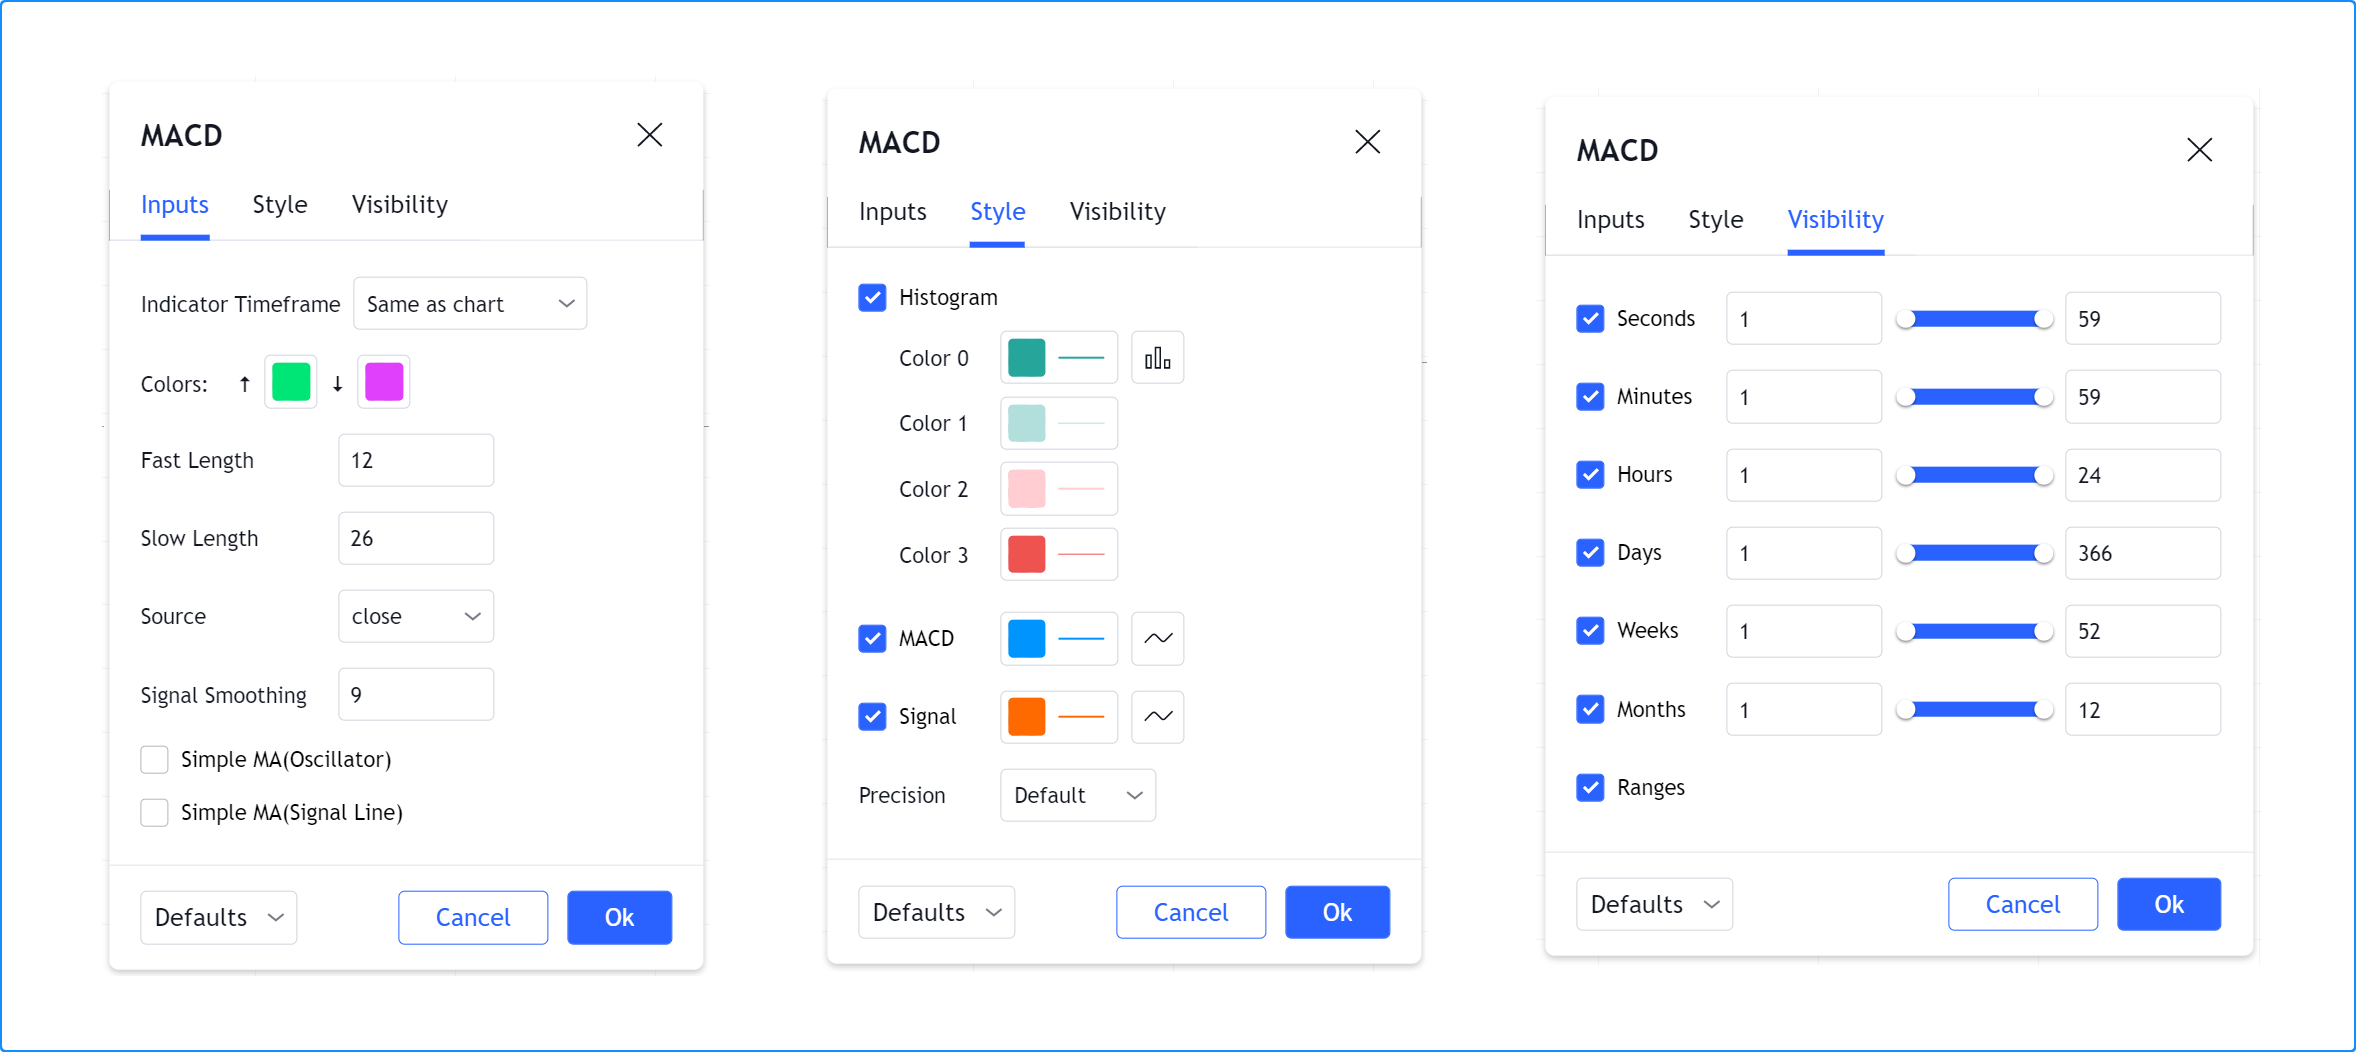 MACD
Inputs Style Visibility
Indicator Timeframe Same as chart
Colors: ↑ ↓
Fast Length 12
Slow Length 26
Source close
Signal Smoothing 9
Simple MA(Oscillator)
Simple MA(Signal Line)
Defaults Cancel Ok
MACD
Inputs Style Visibility
Histogram
Color 0
Color 1
Color 2
Color 3
MACD
Signal
Precision Default
Defaults Cancel Ok
MACD
Inputs Style Visibility
Seconds 1 59
Minutes 1 59
Hours 1 24
Days 1 366
Weeks 1 52
Months 1 12
Ranges
Defaults Cancel Ok